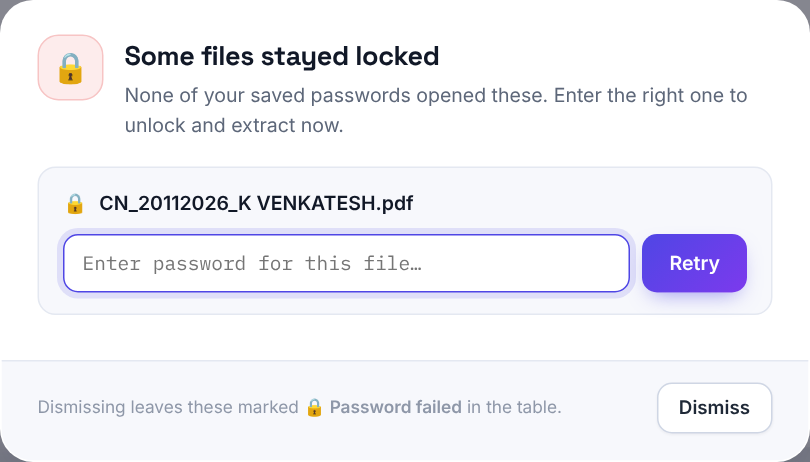 Some files stayed locked
None of your saved passwords opened these. Enter the right one to
unlock and extract now.
🔒 CN_20112026_K VENKATESH.pdf
Enter password for this file…
Retry
Dismissing leaves these marked 🔒 Password failed in the table.
Dismiss